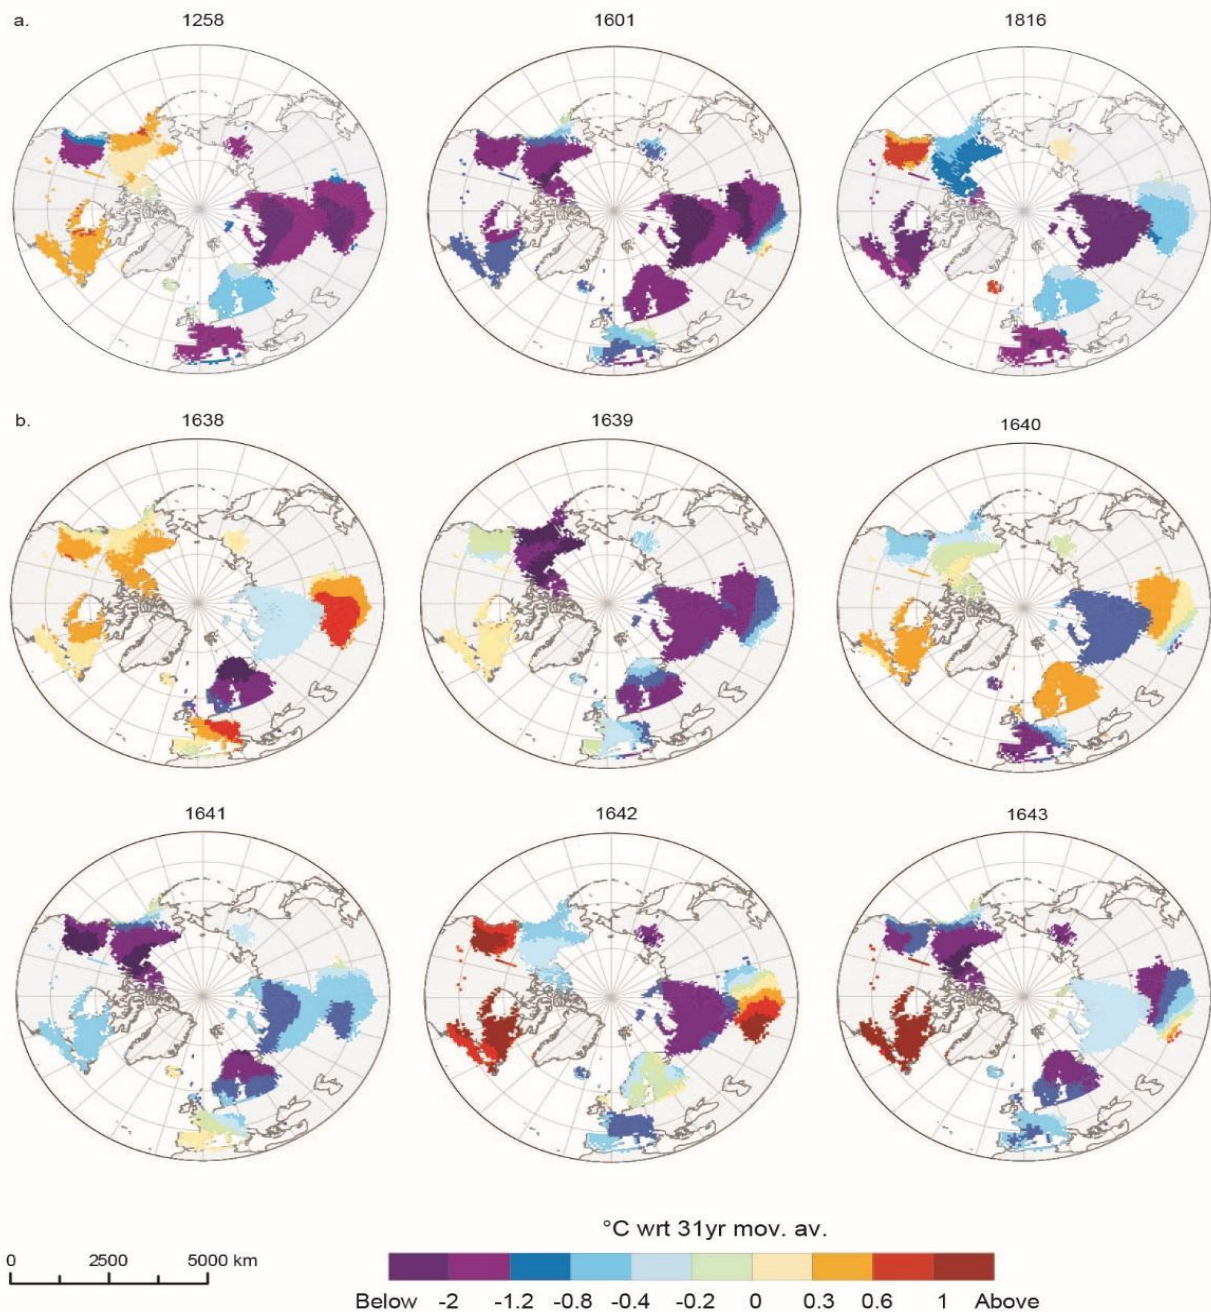 a.
1258 1601 1816
b.
1638 1639 1640
1641 1642 1643
°C wrt 31yr mov. av.
0 2500 5000 km
Below -2 -1.2 -0.8 -0.4 -0.2 0 0.3 0.6 1 Above